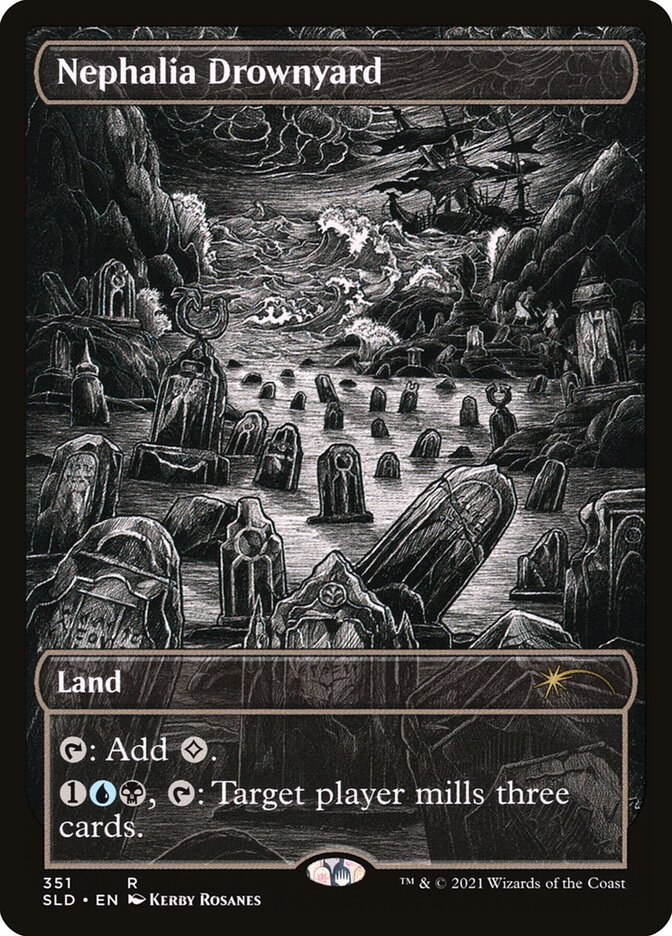 Nephalia Drownyard
Land
: Add .
1, : Target player mills three
cards.
351 R
SLD • EN Kerby Rosanes
™ & © 2021 Wizards of the Coast